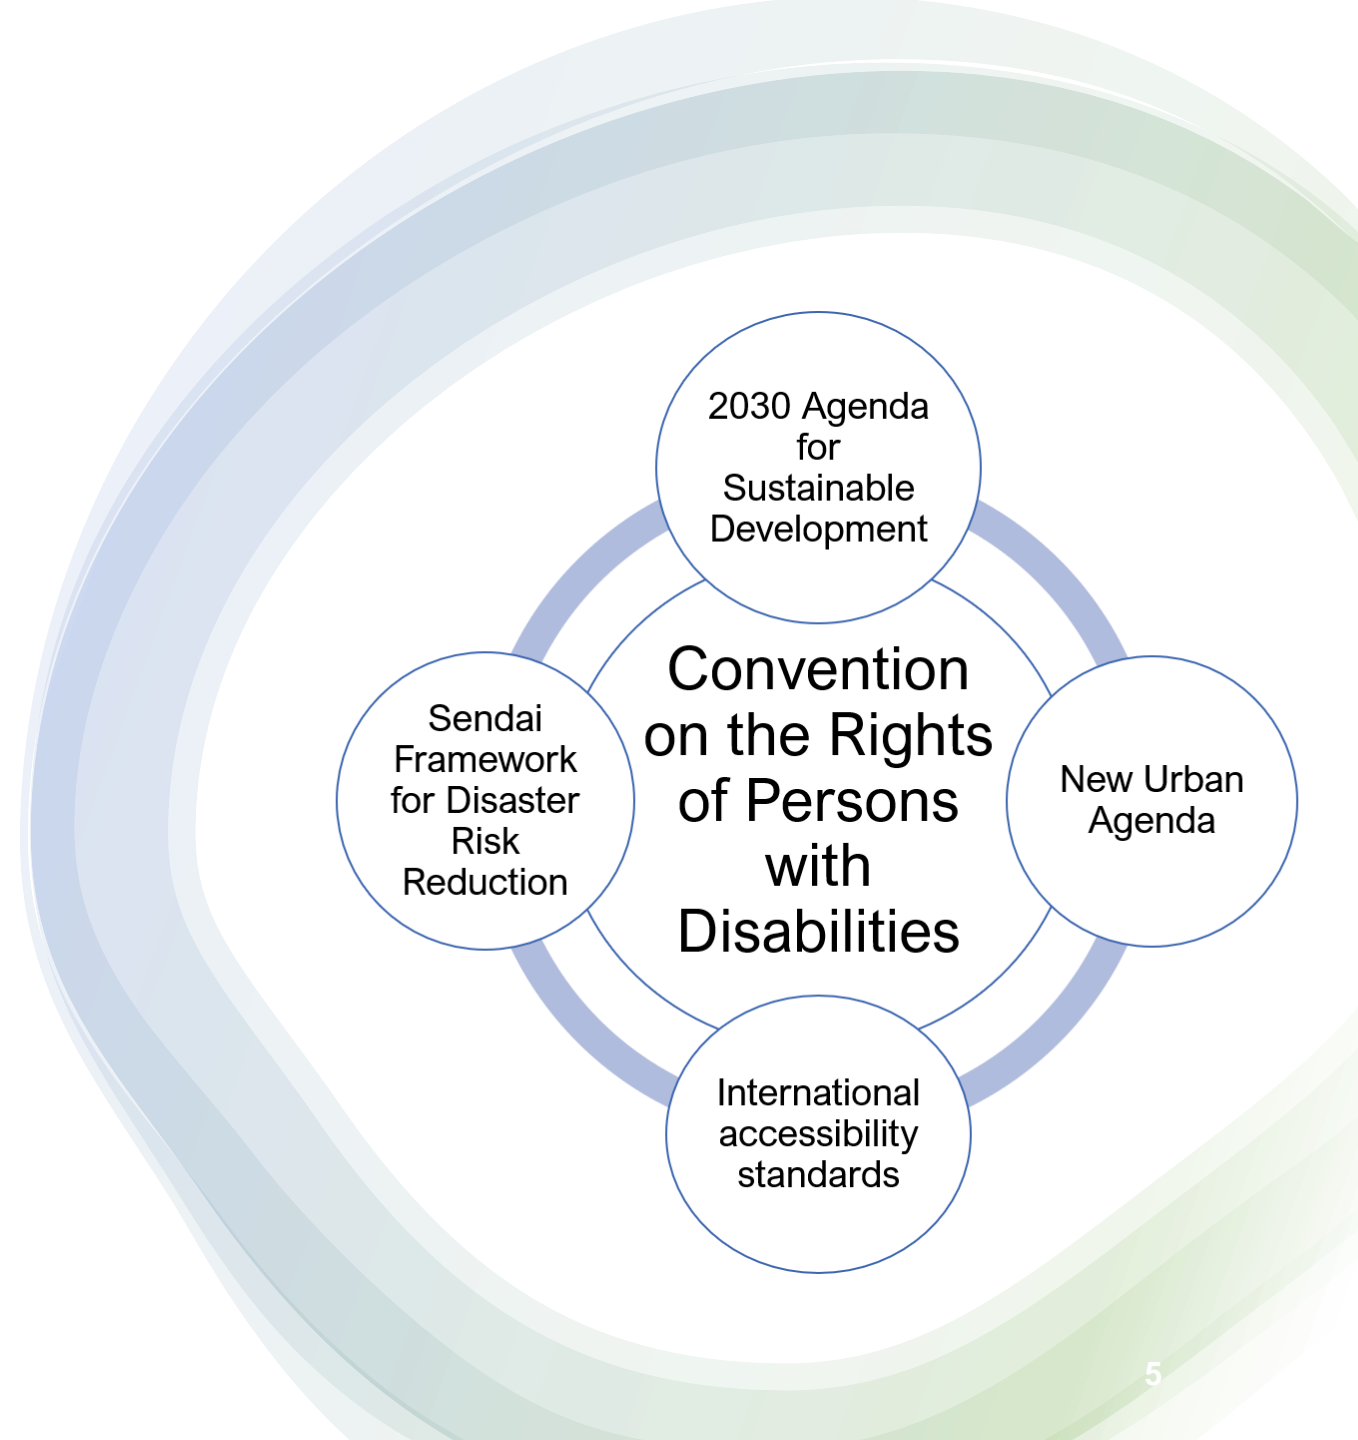 2030 Agenda
for
Sustainable
Development
Sendai
Framework
for Disaster
Risk
Reduction
Convention
on the Rights
of Persons
with
Disabilities
New Urban
Agenda
International
accessibility
standards
5